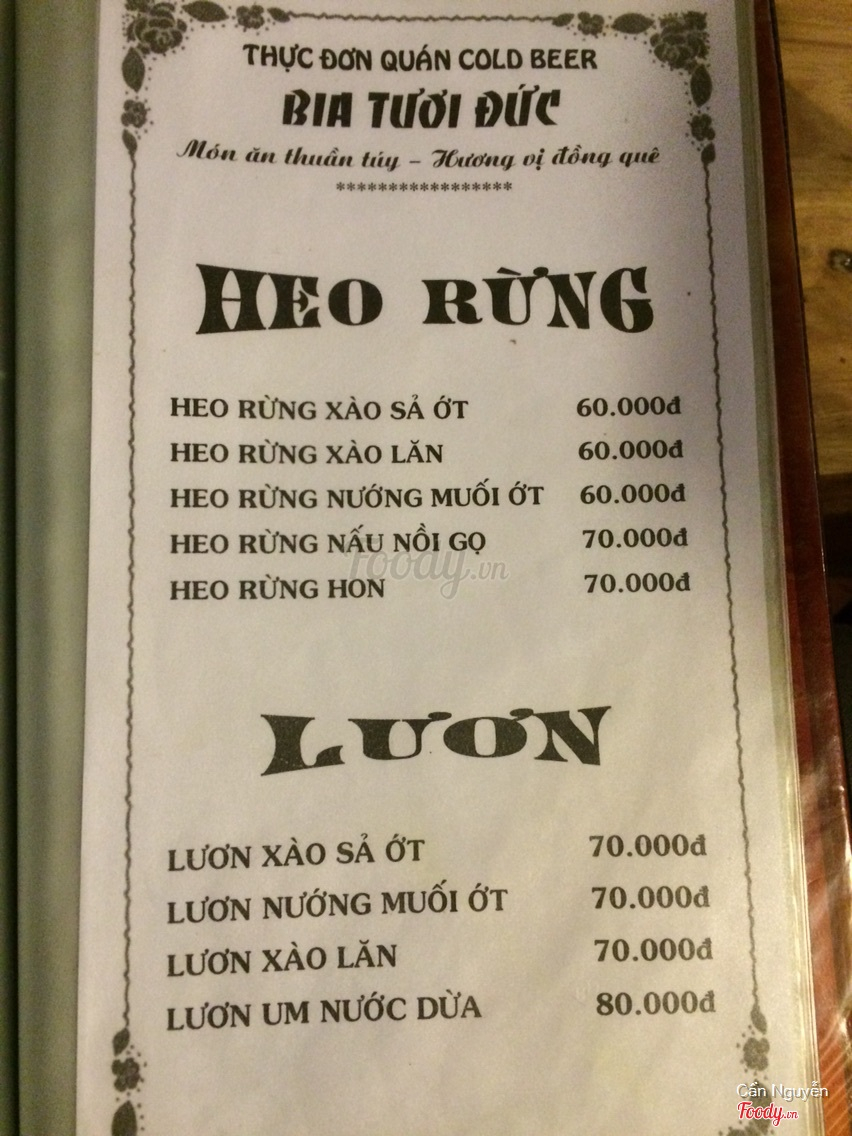 THỰC ĐƠN QUÁN COLD BEER
BIA TƯƠI ĐỨC
Món ăn thuần túy – Hương vị đồng quê
*****************
HEO RỪNG
HEO RỪNG XÀO SẢ ỚT 60.000đ
HEO RỪNG XÀO LĂN 60.000đ
HEO RỪNG NƯỚNG MUỐI ỚT 60.000đ
HEO RỪNG NẤU NỒI GỌ 70.000đ
Foody.vn
HEO RỪNG HON 70.000đ
LƯƠN
LƯƠN XÀO SẢ ỚT 70.000đ
LƯƠN NƯỚNG MUỐI ỚT 70.000đ
LƯƠN XÀO LĂN 70.000đ
LƯƠN UM NƯỚC DỪA 80.000đ
Cần Nguyễn
Foody.vn